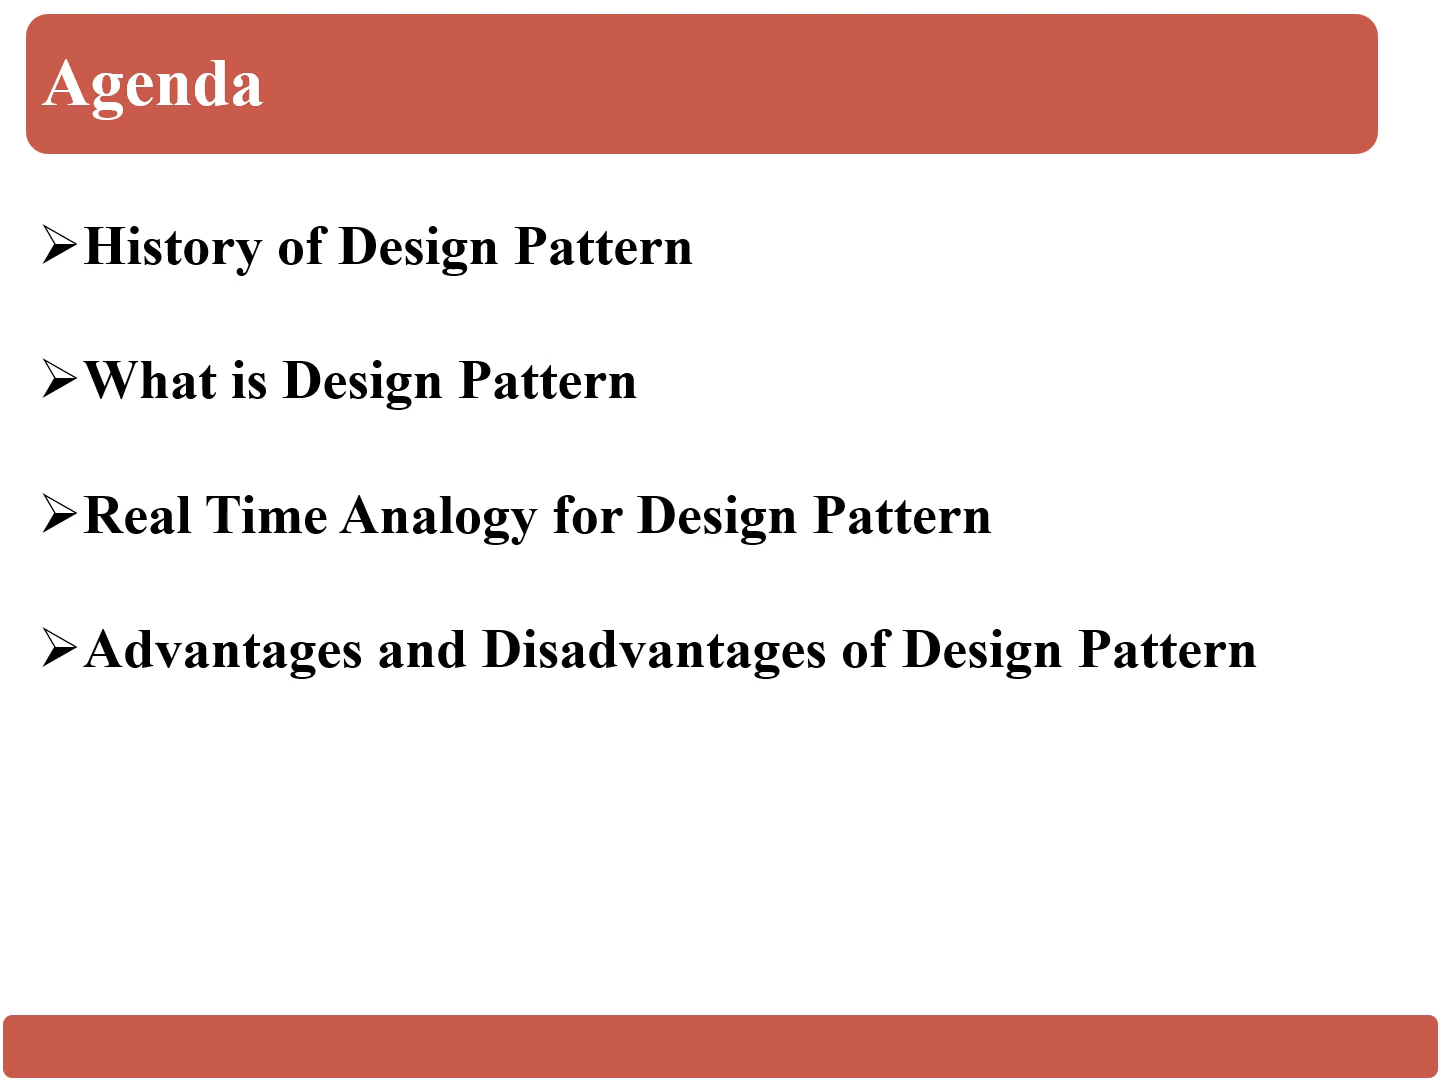 Agenda
➢History of Design Pattern
➢What is Design Pattern
➢Real Time Analogy for Design Pattern
➢Advantages and Disadvantages of Design Pattern